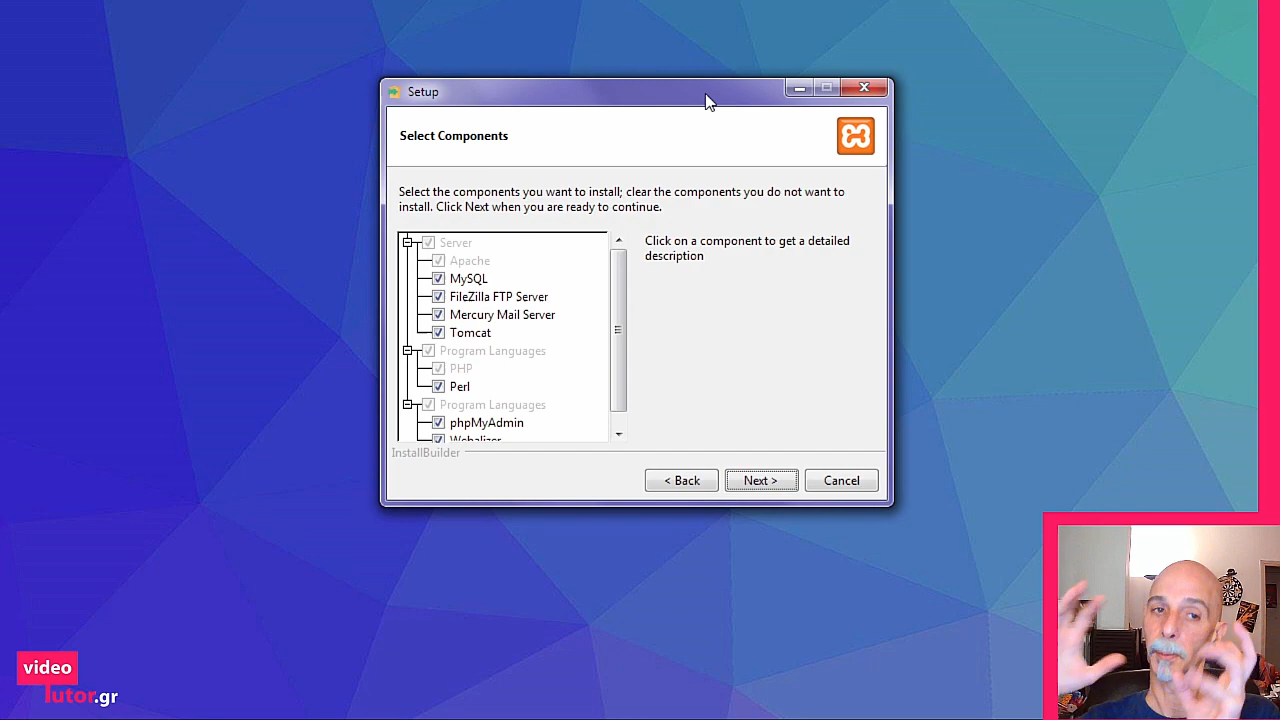 Setup
Select Components
Select the components you want to install; clear the components you do not want to
install. Click Next when you are ready to continue.
Server
Apache
MySQL
FileZilla FTP Server
Mercury Mail Server
Tomcat
Program Languages
PHP
Perl
Program Languages
phpMyAdmin
Webalizer
Click on a component to get a detailed
description
InstallBuilder
< Back
Next >
Cancel
video
Tutor.gr